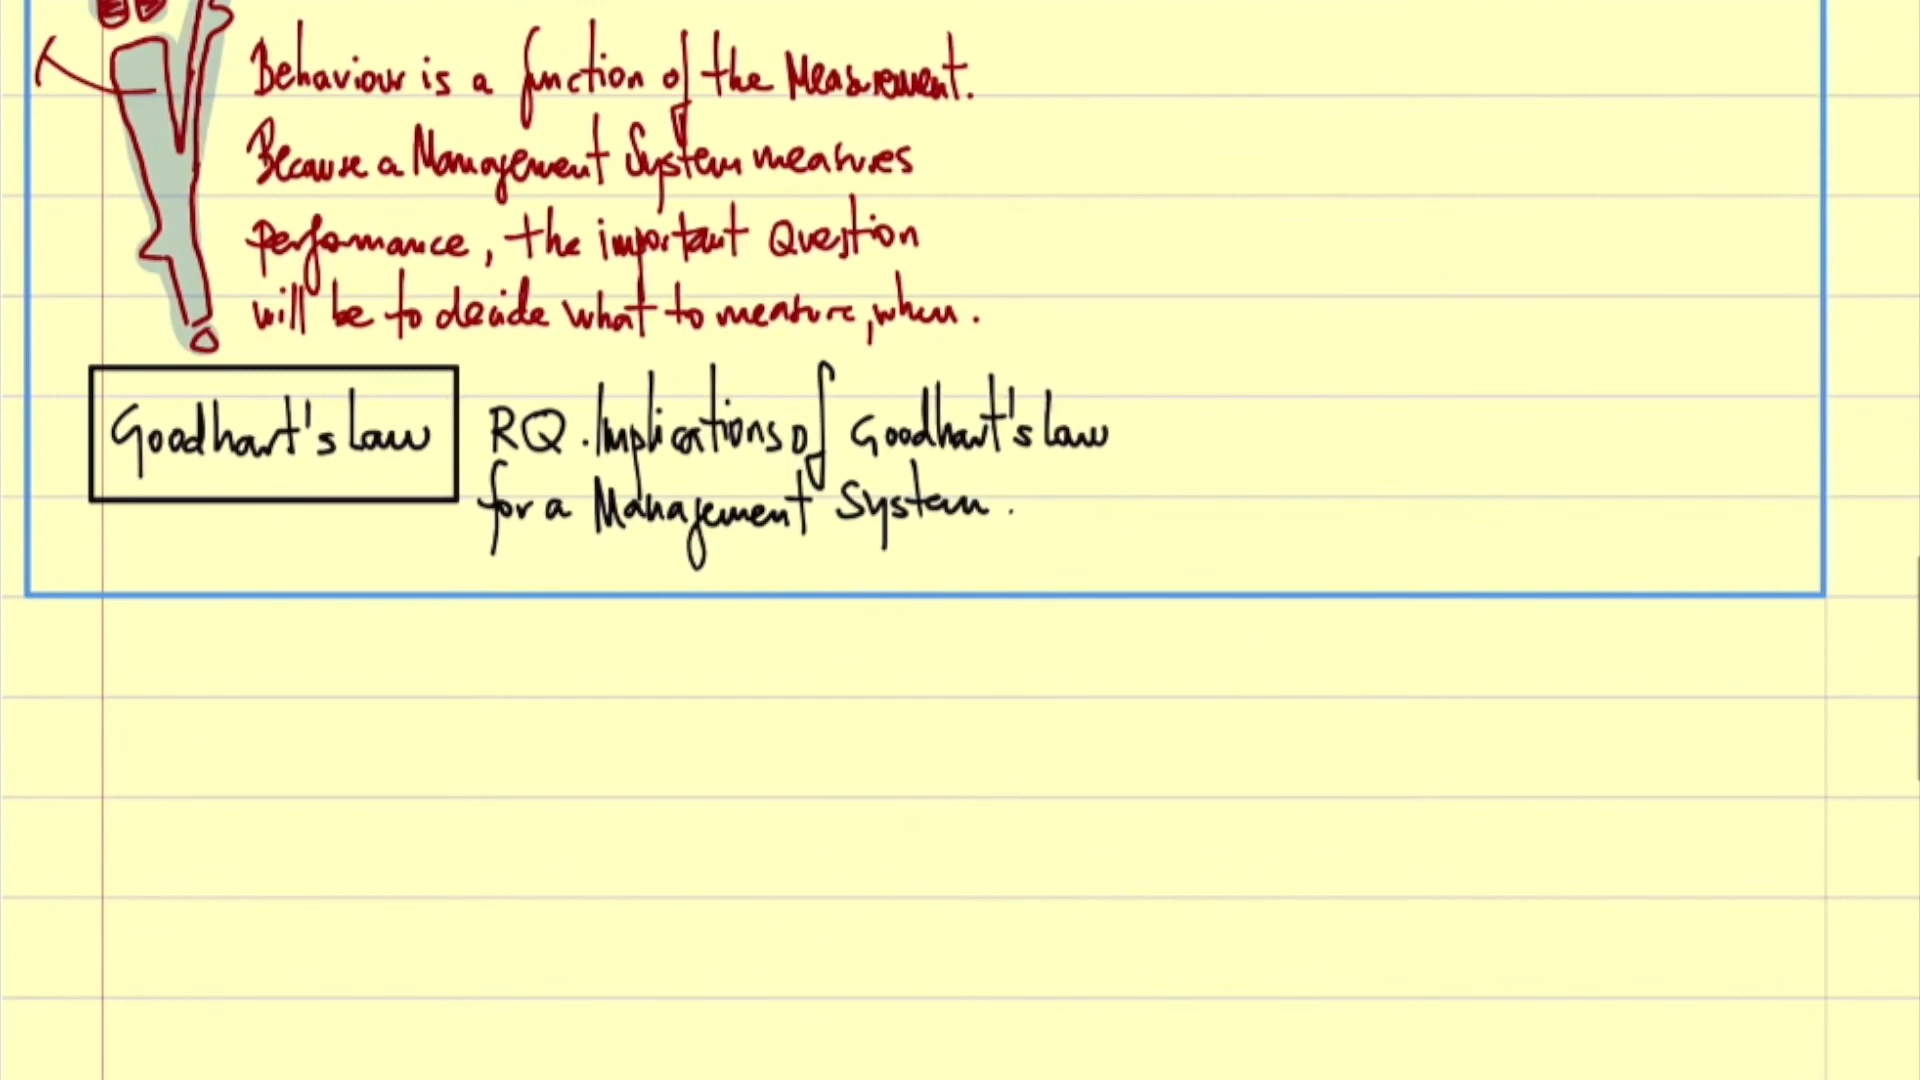 Behaviour is a function of the Measurement.
Because a Management System measures
performance, the important Question
will be to decide what to measure, when.
Goodhart's law
RQ. Implications of Goodhart's law
for a Management System.